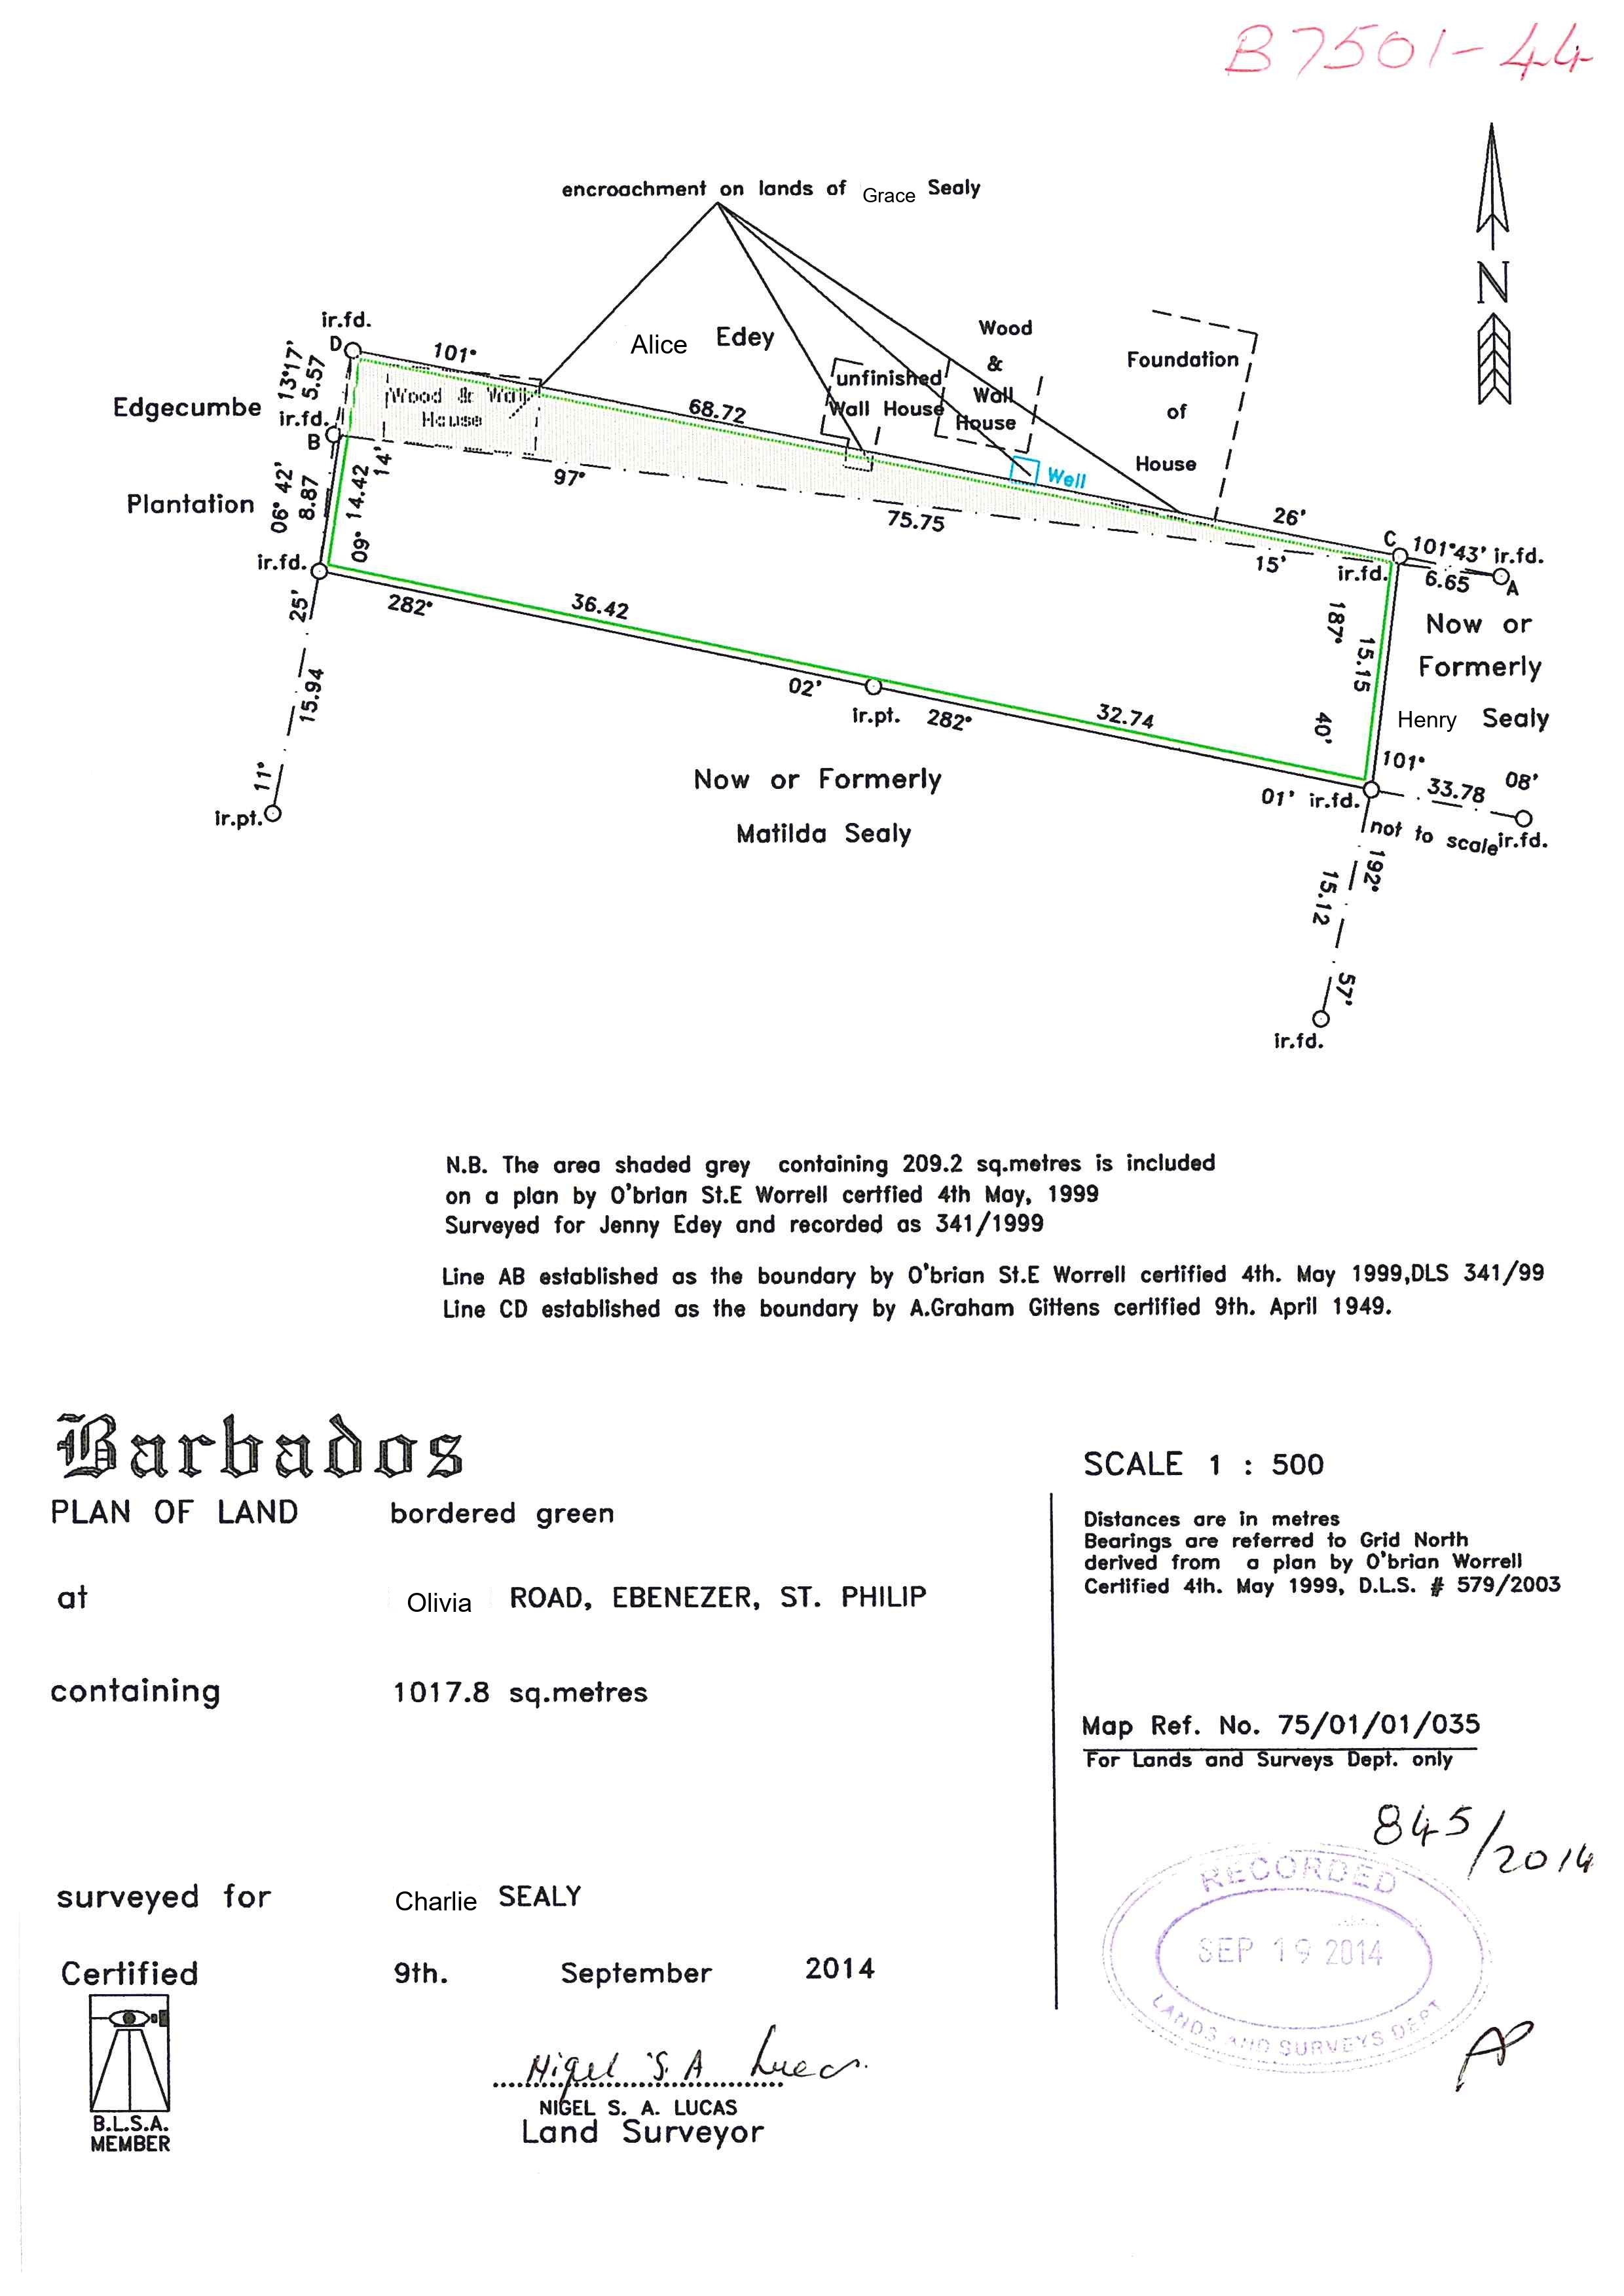 B7501-44
encroachment on lands of Grace Sealy
ir.fd.
D
101°
Alice Edey
Wood
&
Wall
House
Foundation
of
House
unfinished
Wall House
N
13°17'
5.57
Edgecumbe
ir.fd.
B
Wood & Wall
House
68.72
Well
14'
97°
75.75
26'
15'
C
101°43' ir.fd.
ir.fd.
6.65
A
Plantation
06° 42'
8.87
09° 14.42
ir.fd.
25'
282°
36.42
187°
15.15
40'
Now or
Formerly
Henry Sealy
15.94
02'
ir.pt.
282°
32.74
101°
33.78
08'
11°
ir.pt.
Now or Formerly
Matilda Sealy
01' ir.fd.
not to scale
ir.fd.
192°
15.12
57'
ir.fd.
N.B. The area shaded grey containing 209.2 sq.metres is included
on a plan by O'brian St.E Worrell certfied 4th May, 1999
Surveyed for Jenny Edey and recorded as 341/1999
Line AB established as the boundary by O'brian St.E Worrell certified 4th. May 1999,DLS 341/99
Line CD established as the boundary by A.Graham Gittens certified 9th. April 1949.
Barbados
PLAN OF LAND bordered green
at Olivia ROAD, EBENEZER, ST. PHILIP
containing 1017.8 sq.metres
surveyed for Charlie SEALY
Certified 9th. September 2014
B.L.S.A.
MEMBER
Nigel S. A Lucas
NIGEL S. A. LUCAS
Land Surveyor
SCALE 1 : 500
Distances are in metres
Bearings are referred to Grid North
derived from a plan by O'brian Worrell
Certified 4th. May 1999, D.L.S. # 579/2003
Map Ref. No. 75/01/01/035
For Lands and Surveys Dept. only
845/2014
RECORDED
SEP 19 2014
LANDS AND SURVEYS DEPT